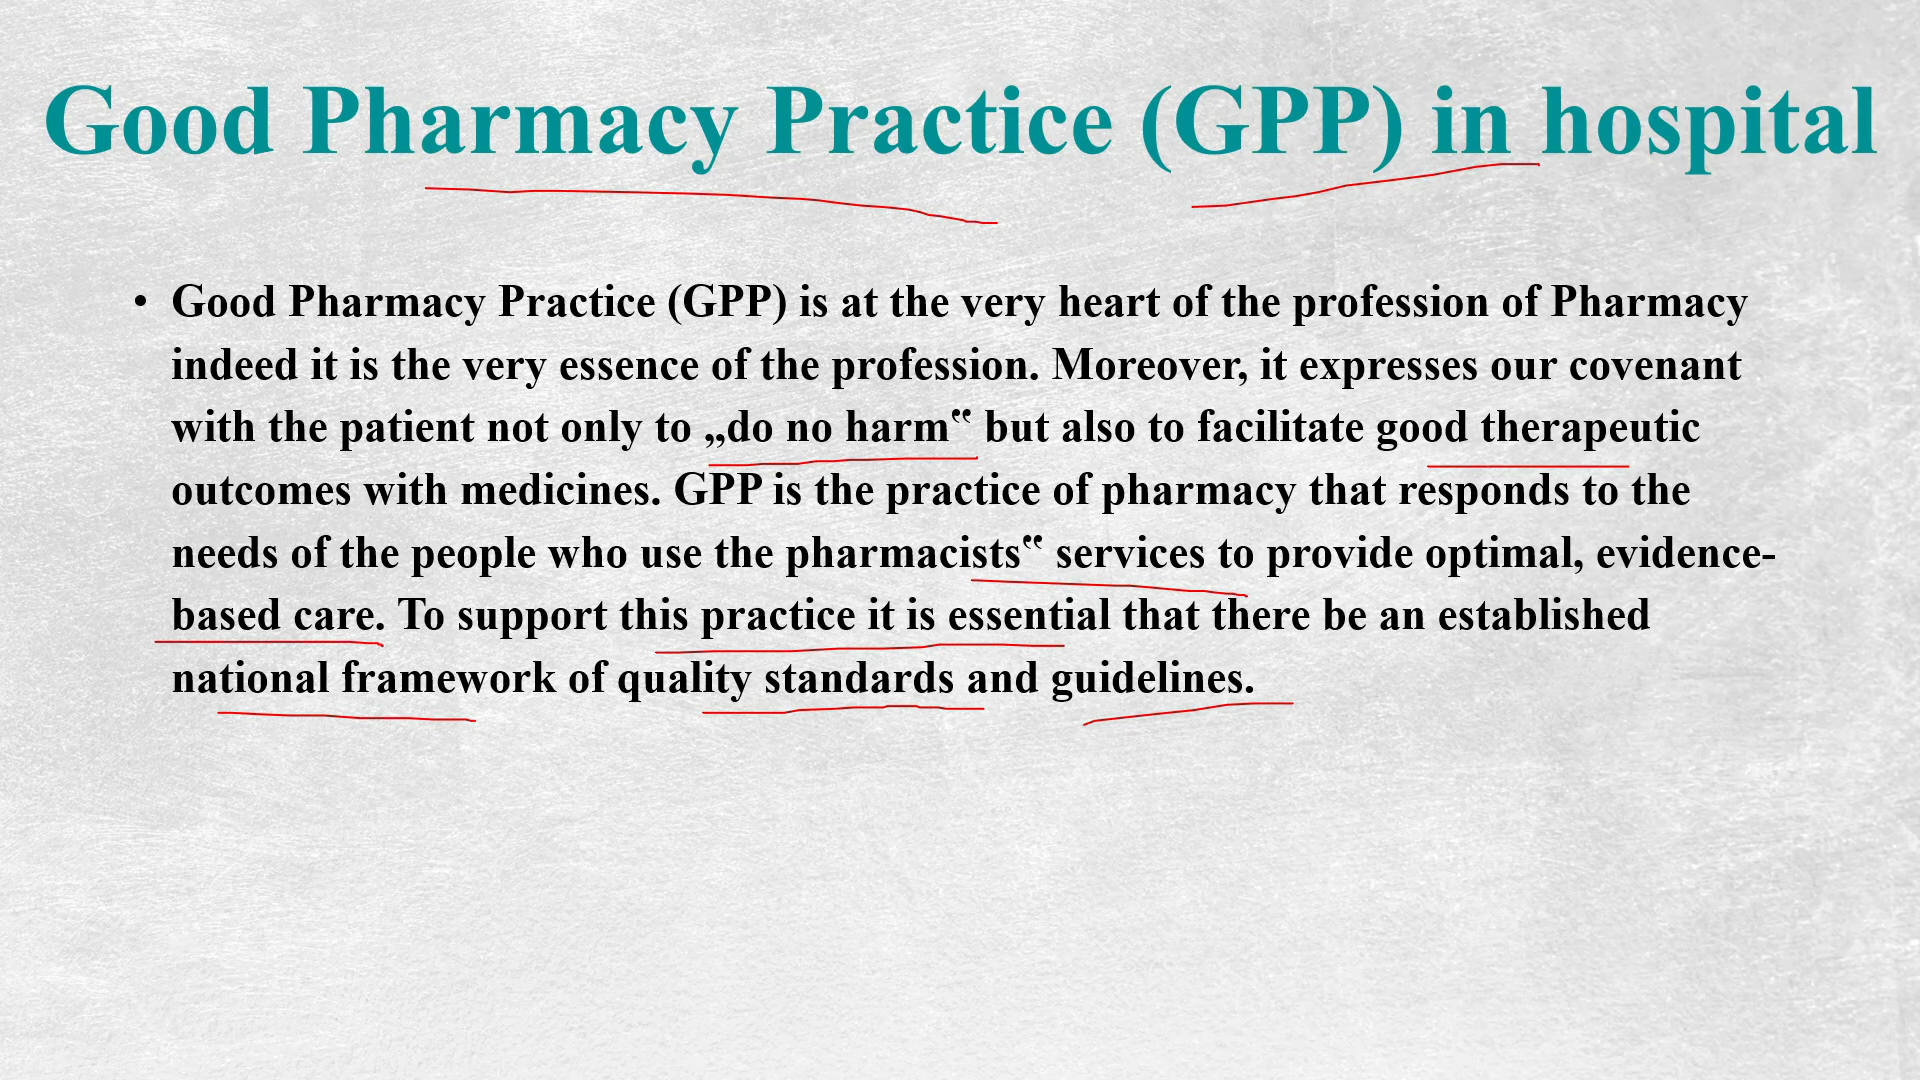 Good Pharmacy Practice (GPP) in hospital
• Good Pharmacy Practice (GPP) is at the very heart of the profession of Pharmacy
indeed it is the very essence of the profession. Moreover, it expresses our covenant
with the patient not only to „do no harm‟ but also to facilitate good therapeutic
outcomes with medicines. GPP is the practice of pharmacy that responds to the
needs of the people who use the pharmacists‟ services to provide optimal, evidence-
based care. To support this practice it is essential that there be an established
national framework of quality standards and guidelines.